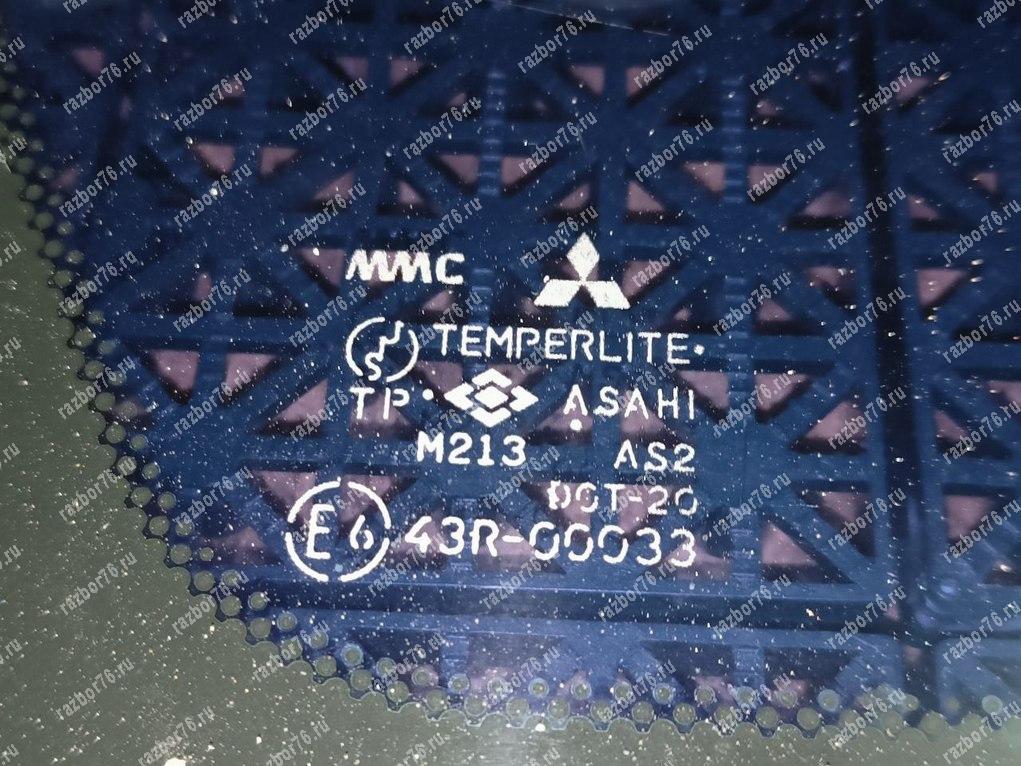 MMC
TEMPERLITE
TP ASAHI
M213 AS2
DOT-20
E6 43R-00033
razbor76.ru